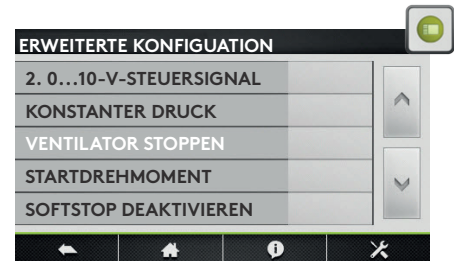 ERWEITERTE KONFIGUATION
2. 0...10-V-STEUERSIGNAL
KONSTANTER DRUCK
VENTILATOR STOPPEN
STARTDREHMOMENT
SOFTSTOP DEAKTIVIEREN